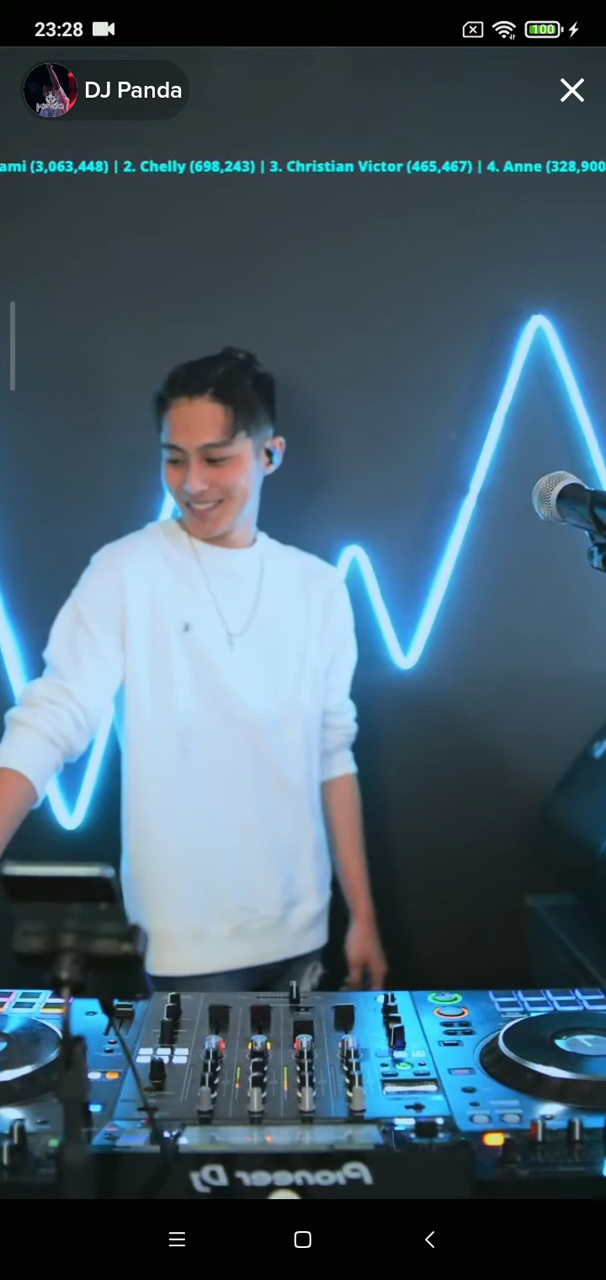 23:28
100
DJ Panda
panda
ami (3,063,448) | 2. Chelly (698,243) | 3. Christian Victor (465,467) | 4. Anne (328,900
Pioneer Dj